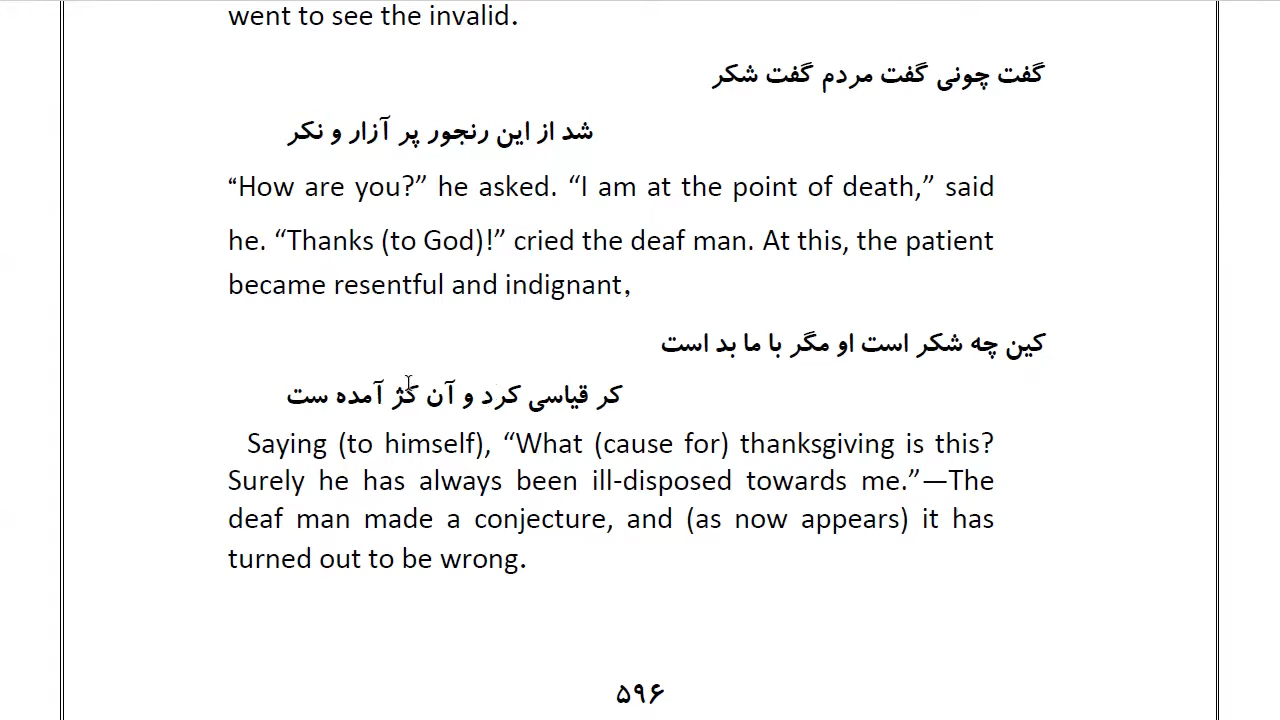 went to see the invalid.
گفت چونی گفت مردم گفت شکر
شد از این رنجور پر آزار و نکر
“How are you?” he asked. “I am at the point of death,” said
he. “Thanks (to God)!” cried the deaf man. At this, the patient
became resentful and indignant,
کین چه شکر است او مگر با ما بد است
کر قیاسی کرد و آن کژ آمده ست
Saying (to himself), “What (cause for) thanksgiving is this?
Surely he has always been ill-disposed towards me.”—The
deaf man made a conjecture, and (as now appears) it has
turned out to be wrong.
۵۹۶